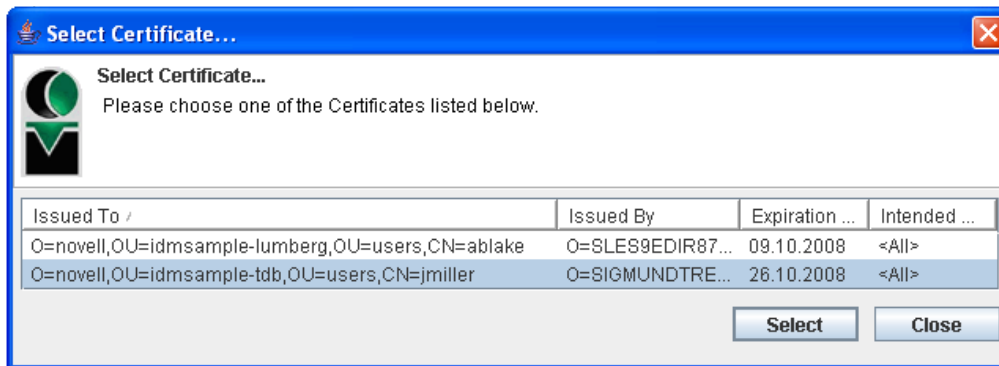 Select Certificate...
Select Certificate...
Please choose one of the Certificates listed below.
Issued To Issued By Expiration ... Intended ...
O=novell,OU=idmsample-lumberg,OU=users,CN=ablake O=SLES9EDIR87... 09.10.2008 <All>
O=novell,OU=idmsample-tdb,OU=users,CN=jmiller O=SIGMUNDTRE... 26.10.2008 <All>
Select Close